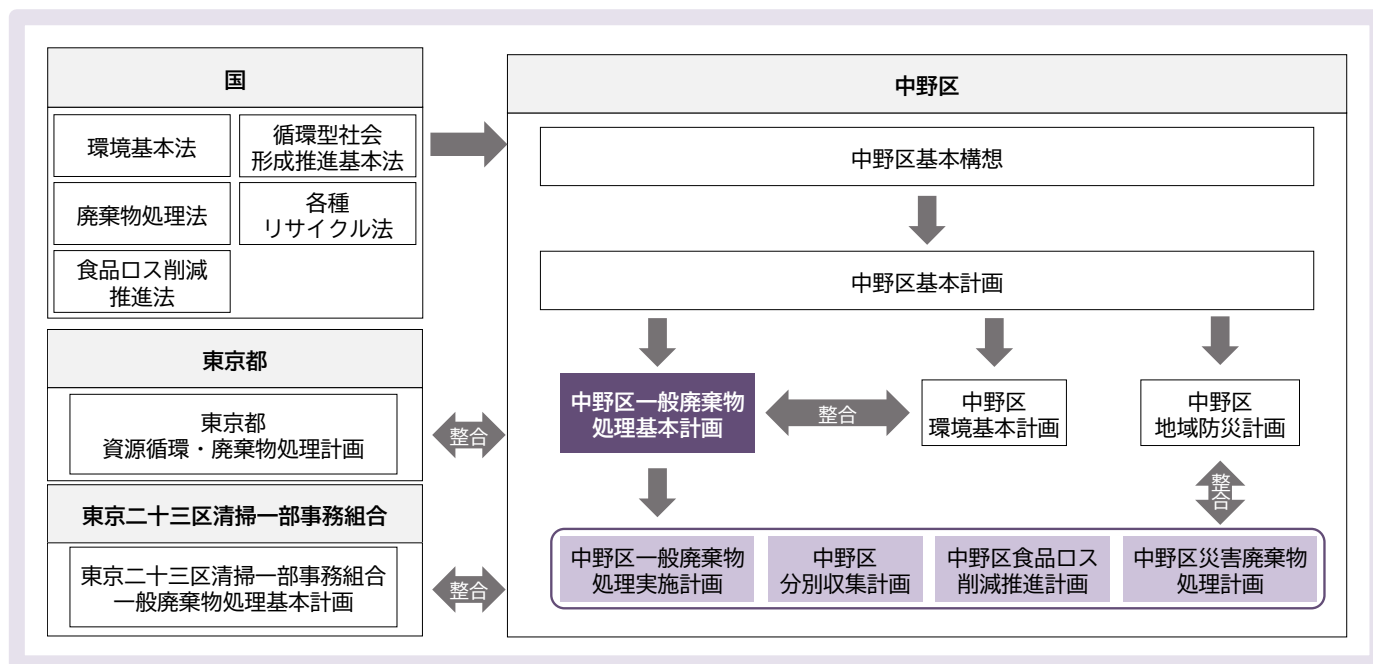 国
環境基本法
循環型社会
形成推進基本法
廃棄物処理法
各種
リサイクル法
食品ロス削減
推進法
東京都
東京都
資源循環・廃棄物処理計画
東京二十三区清掃一部事務組合
東京二十三区清掃一部事務組合
一般廃棄物処理基本計画
整合
整合
中野区
中野区基本構想
中野区基本計画
中野区一般廃棄物
処理基本計画
整合
中野区
環境基本計画
中野区
地域防災計画
整合
中野区一般廃棄物
処理実施計画
中野区
分別収集計画
中野区食品ロス
削減推進計画
中野区災害廃棄物
処理計画